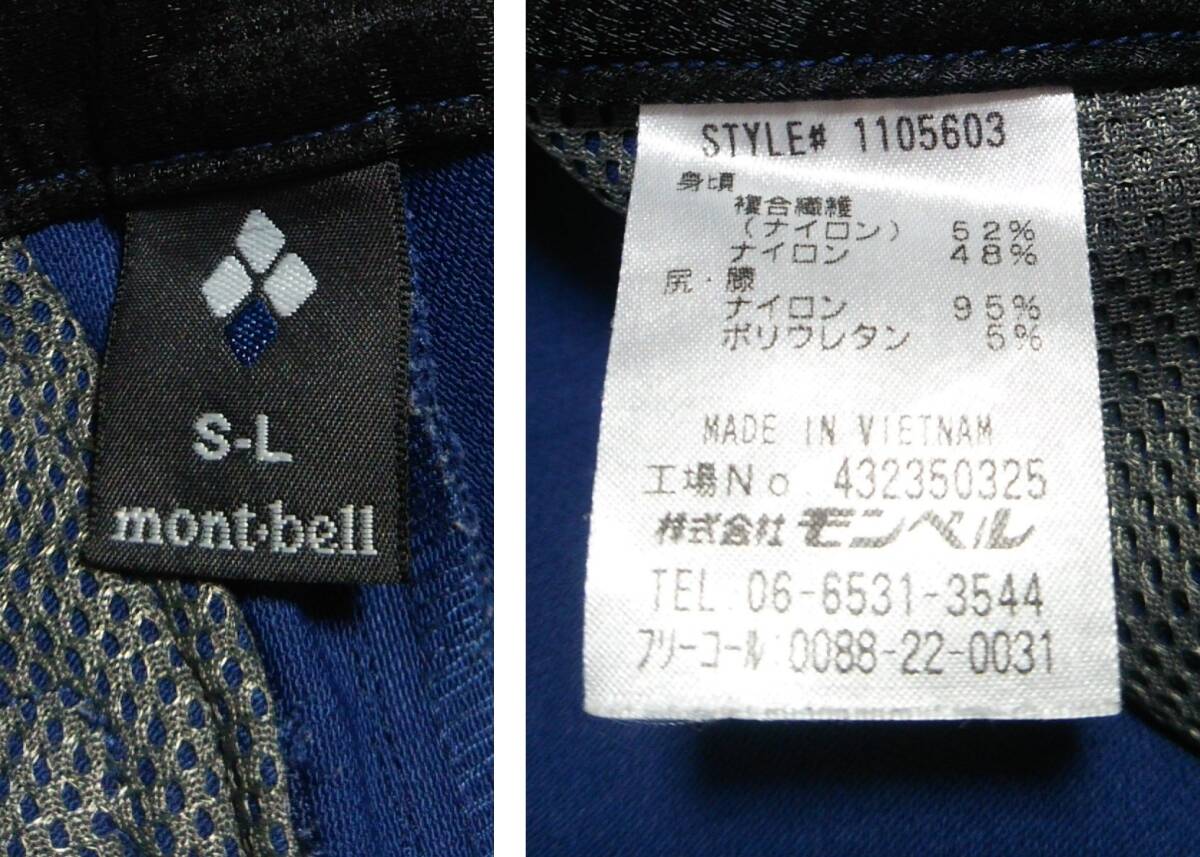 S-L
mont·bell
STYLE# 1105603
身頃
複合繊維
(ナイロン) 52%
ナイロン 48%
尻・膝
ナイロン 95%
ポリウレタン 5%
MADE IN VIETNAM
工場No. 432350325
株式会社 モンベル
TEL.06-6531-3544
フリーコール:0088-22-0031